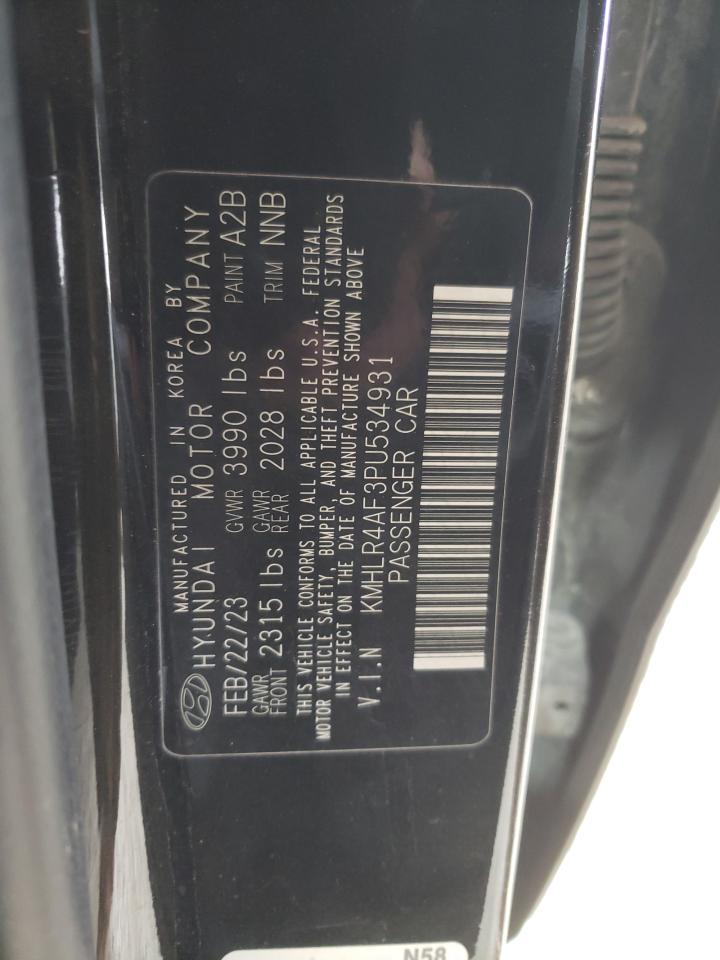 MANUFACTURED IN KOREA BY
HYUNDAI MOTOR COMPANY
FEB/22/23 GVWR 3990 lbs PAINT A2B
GAWR FRONT 2315 lbs GAWR REAR 2028 lbs TRIM NNB
THIS VEHICLE CONFORMS TO ALL APPLICABLE U.S.A. FEDERAL
MOTOR VEHICLE SAFETY, BUMPER, AND THEFT PREVENTION STANDARDS
IN EFFECT ON THE DATE OF MANUFACTURE SHOWN ABOVE
V.I.N KMHLR4AF3PU534931
PASSENGER CAR
N58